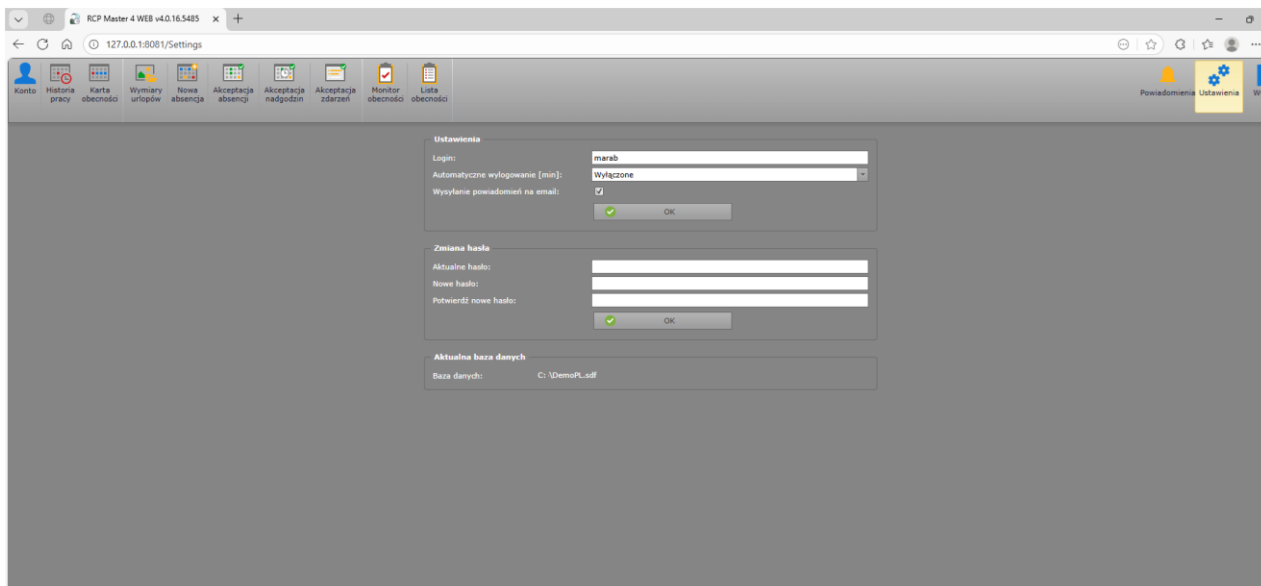 RCP Master 4 WEB v4.0.16.5485
127.0.0.1:8081/Settings
Konto
Historia pracy
Karta obecności
Wymiary urlopów
Nowa absencja
Akceptacja absencji
Akceptacja nadgodzin
Akceptacja zdarzeń
Monitor obecności
Lista obecności
Powiadomienia
Ustawienia
Ustawienia
Login: marab
Automatyczne wylogowanie [min]: Wyłączone
Wysyłanie powiadomień na email:
OK
Zmiana hasła
Aktualne hasło:
Nowe hasło:
Potwierdź nowe hasło:
OK
Aktualna baza danych
Baza danych: C: \DemoPL.sdf